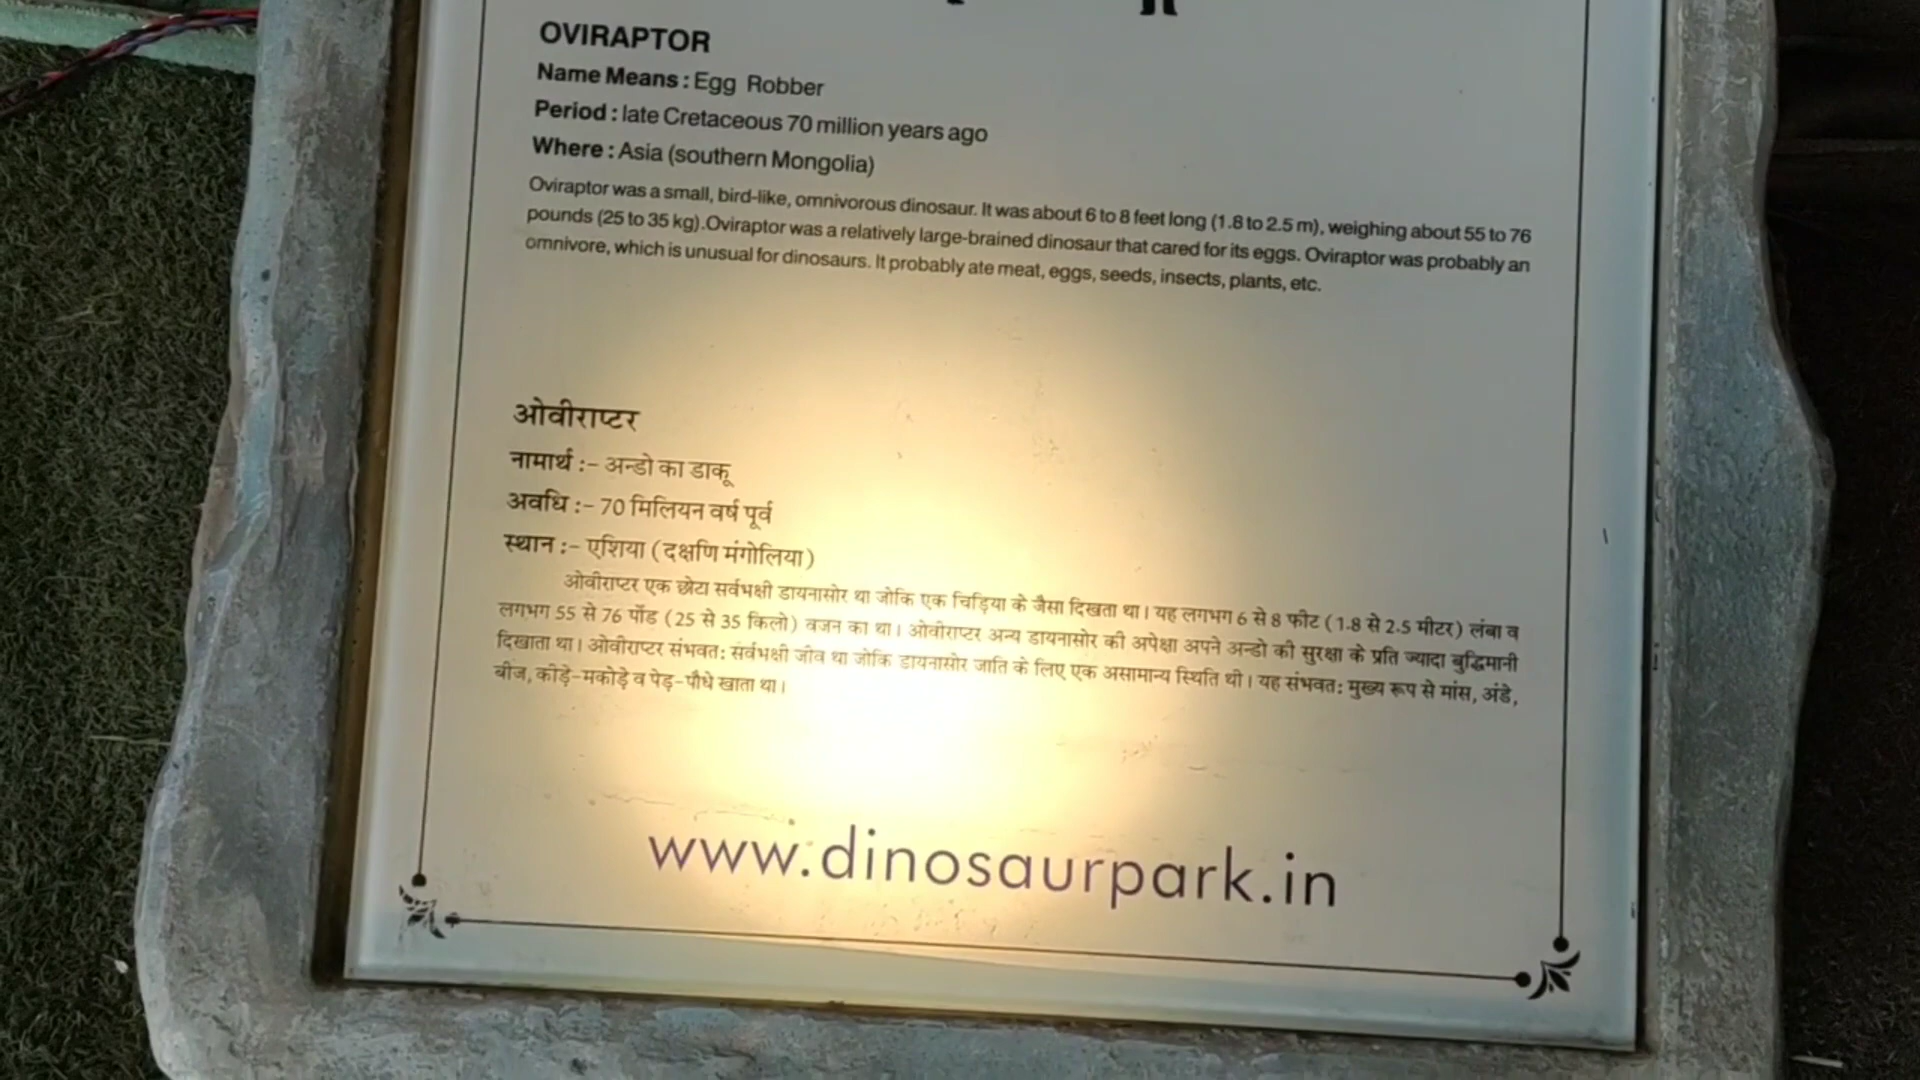 OVIRAPTOR
Name Means : Egg Robber
Period : late Cretaceous 70 million years ago
Where : Asia (southern Mongolia)
Oviraptor was a small, bird-like, omnivorous dinosaur. It was about 6 to 8 feet long (1.8 to 2.5 m), weighing about 55 to 76
pounds (25 to 35 kg).Oviraptor was a relatively large-brained dinosaur that cared for its eggs. Oviraptor was probably an
omnivore, which is unusual for dinosaurs. It probably ate meat, eggs, seeds, insects, plants, etc.
ओवीराप्टर
नामार्थ :- अन्डो का डाकू
अवधि :- 70 मिलियन वर्ष पूर्व
स्थान :- एशिया (दक्षणि मंगोलिया)
ओवीराप्टर एक छोटा सर्वभक्षी डायनासोर था जोकि एक चिड़िया के जैसा दिखता था। यह लगभग 6 से 8 फीट (1.8 से 2.5 मीटर) लंबा व
लगभग 55 से 76 पॉंड (25 से 35 किलो) वजन का था। ओवीराप्टर अन्य डायनासोर की अपेक्षा अपने अन्डो की सुरक्षा के प्रति ज्यादा बुद्धिमानी
दिखाता था। ओवीराप्टर संभवत: सर्वभक्षी जीव था जोकि डायनासोर जाति के लिए एक असामान्य स्थिति थी। यह संभवत: मुख्य रूप से मांस, अंडे,
बीज, कीड़े-मकोड़े व पेड़-पौधे खाता था।
www.dinosaurpark.in